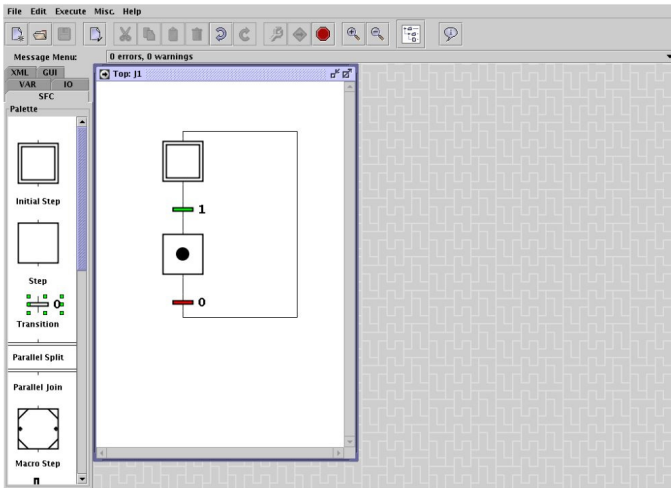 File Edit Execute Misc. Help
Message Menu:
0 errors, 0 warnings
XML GUI
VAR IO
SFC
Palette
Initial Step
Step
0
Transition
Parallel Split
Parallel Join
Macro Step
Top: J1
1
0